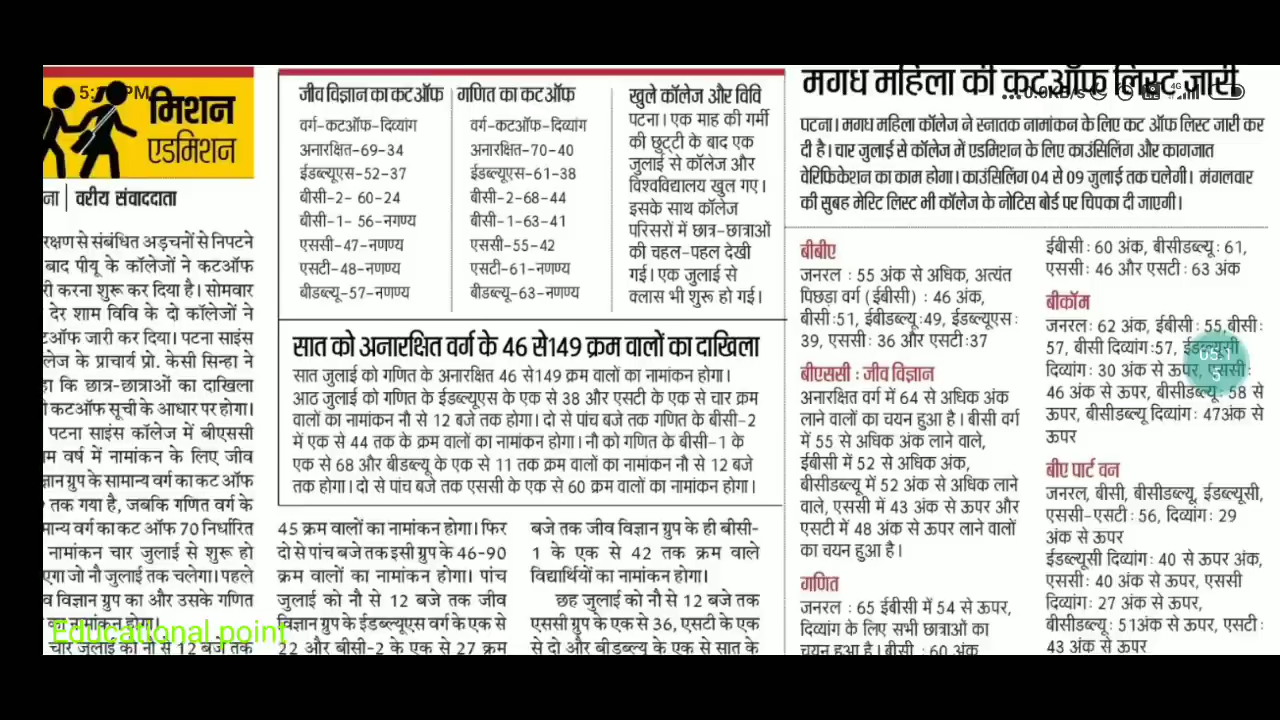 मिशन
एडमिशन
ना | वरीय संवाददाता
रक्षण से संबंधित अड़चनों से निपटने
बाद पीयू के कॉलेजों ने कटऑफ
री करना शुरू कर दिया है। सोमवार
देर शाम विवि के दो कॉलेजों ने
टऑफ जारी कर दिया। पटना साइंस
लेज के प्राचार्य प्रो. केसी सिन्हा ने
हा कि छात्र-छात्राओं का दाखिला
कटऑफ सूची के आधार पर होगा।
पटना साइंस कॉलेज में बीएससी
म वर्ष में नामांकन के लिए जीव
ज्ञान ग्रुप के सामान्य वर्ग का कट ऑफ
तक गया है, जबकि गणित वर्ग के
मान्य वर्ग का कट ऑफ 70 निर्धारित
नामांकन चार जुलाई से शुरू हो
एगा जो नौ जुलाई तक चलेगा। पहले
व विज्ञान ग्रुप का और उसके गणित
का नामांकन होगा।
चार जुलाई को नौ से 12 बजे तक
Educational point
जीव विज्ञान का कटऑफ
वर्ग-कटऑफ-दिव्यांग
अनारक्षित-69-34
ईडब्ल्यूएस-52-37
बीसी-2- 60-24
बीसी-1- 56-नगण्य
एससी-47-नगण्य
एसटी-48-नगण्य
बीडब्ल्यू-57-नगण्य
गणित का कटऑफ
वर्ग-कटऑफ-दिव्यांग
अनारक्षित-70-40
ईडब्ल्यूएस-61-38
बीसी-2-68-44
बीसी-1-63-41
एससी-55-42
एसटी-61-नगण्य
बीडब्ल्यू-63-नगण्य
खुले कॉलेज और विवि
पटना। एक माह की गर्मी
की छुट्टी के बाद एक
जुलाई से कॉलेज और
विश्वविद्यालय खुल गए।
इसके साथ कॉलेज
परिसरों में छात्र-छात्राओं
की चहल-पहल देखी
गई। एक जुलाई से
क्लास भी शुरू हो गई।
सात को अनारक्षित वर्ग के 46 से149 क्रम वालों का दाखिला
सात जुलाई को गणित के अनारक्षित 46 से149 क्रम वालों का नामांकन होगा।
आठ जुलाई को गणित के ईडब्ल्यूएस के एक से 38 और एसटी के एक से चार क्रम
वालों का नामांकन नौ से 12 बजे तक होगा। दो से पांच बजे तक गणित के बीसी-2
में एक से 44 तक के क्रम वालों का नामांकन होगा। नौ को गणित के बीसी-1 के
एक से 68 और बीडब्ल्यू के एक से 11 तक क्रम वालों का नामांकन नौ से 12 बजे
तक होगा। दो से पांच बजे तक एससी के एक से 60 क्रम वालों का नामांकन होगा।
45 क्रम वालों का नामांकन होगा। फिर
दो से पांच बजे तक इसी ग्रुप के 46-90
क्रम वालों का नामांकन होगा। पांच
जुलाई को नौ से 12 बजे तक जीव
विज्ञान ग्रुप के ईडब्ल्यूएस वर्ग के एक से
22 और बीसी-2 के एक से 27 क्रम
बजे तक जीव विज्ञान ग्रुप के ही बीसी-
1 के एक से 42 तक क्रम वाले
विद्यार्थियों का नामांकन होगा।
छह जुलाई को नौ से 12 बजे तक
एससी ग्रुप के एक से 36, एसटी के एक
से दो और बीडब्ल्यू के एक से सात के
मगध महिला की कटऑफ लिस्ट जारी
पटना। मगध महिला कॉलेज ने स्नातक नामांकन के लिए कट ऑफ लिस्ट जारी कर
दी है। चार जुलाई से कॉलेज में एडमिशन के लिए काउंसिलिंग और कागजात
वेरिफिकेशन का काम होगा। काउंसिलिंग 04 से 09 जुलाई तक चलेगी। मंगलवार
की सुबह मेरिट लिस्ट भी कॉलेज के नोटिस बोर्ड पर चिपका दी जाएगी।
बीबीए
जनरल : 55 अंक से अधिक, अत्यंत
पिछड़ा वर्ग (ईबीसी) : 46 अंक,
बीसी :51, ईबीडब्ल्यू :49, ईडब्ल्यूएस :
39, एससी : 36 और एसटी :37
बीएससी : जीव विज्ञान
अनारक्षित वर्ग में 64 से अधिक अंक
लाने वालों का चयन हुआ है। बीसी वर्ग
में 55 से अधिक अंक लाने वाले,
ईबीसी में 52 से अधिक अंक,
बीसीडब्ल्यू में 52 अंक से अधिक लाने
वाले, एससी में 43 अंक से ऊपर और
एसटी में 48 अंक से ऊपर लाने वालों
का चयन हुआ है।
गणित
जनरल : 65 ईबीसी में 54 से ऊपर,
दिव्यांग के लिए सभी छात्राओं का
चयन हुआ है। बीसी : 60 अंक
ईबीसी : 60 अंक, बीसीडब्ल्यू : 61,
एससी : 46 और एसटी : 63 अंक
बीकॉम
जनरल: 62 अंक, ईबीसी : 55,बीसी :
57, बीसी दिव्यांग :57, ईडब्ल्यूसी
दिव्यांग : 30 अंक से ऊपर, एससी :
46 अंक से ऊपर, बीसीडब्ल्यू : 58 से
ऊपर, बीसीडब्ल्यू दिव्यांग : 47अंक से
ऊपर
बीए पार्ट वन
जनरल, बीसी, बीसीडब्ल्यू, ईडब्ल्यूसी,
एससी-एसटी : 56, दिव्यांग : 29
अंक से ऊपर
ईडब्ल्यूसी दिव्यांग : 40 से ऊपर अंक,
एससी : 40 अंक से ऊपर, एससी
दिव्यांग : 27 अंक से ऊपर,
बीसीडब्ल्यू : 51अंक से ऊपर, एसटी :
43 अंक से ऊपर